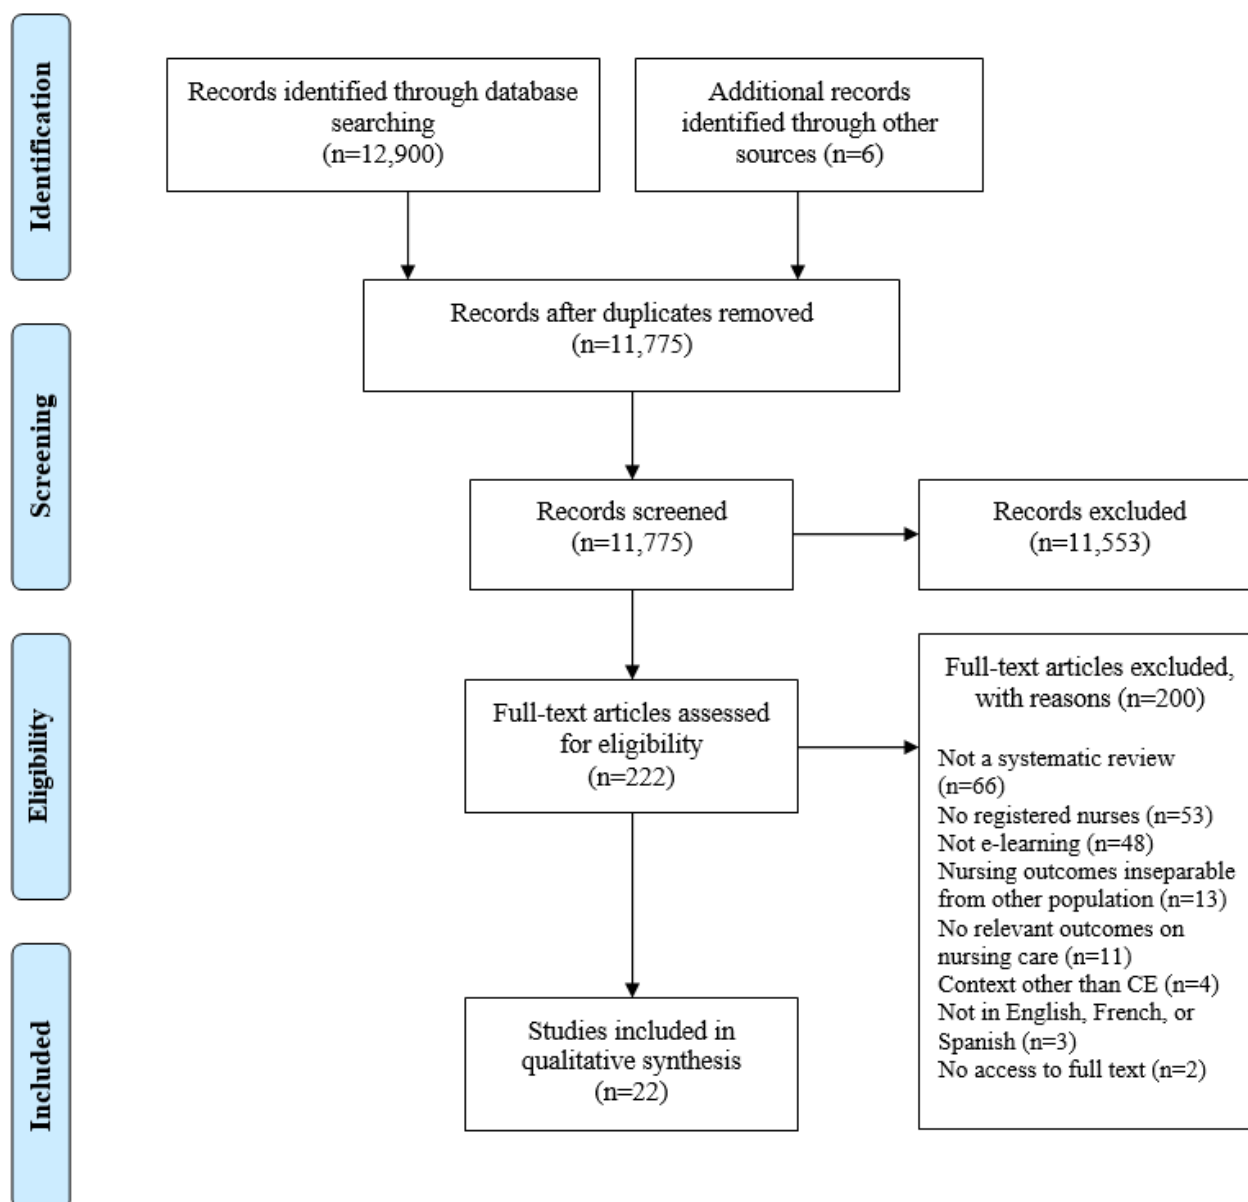 Identification
Records identified through database
searching
(n=12,900)
Additional records
identified through other
sources (n=6)
Records after duplicates removed
(n=11,775)
Screening
Records screened
(n=11,775)
Records excluded
(n=11,553)
Eligibility
Full-text articles assessed
for eligibility
(n=222)
Full-text articles excluded,
with reasons (n=200)
Not a systematic review
(n=66)
No registered nurses (n=53)
Not e-learning (n=48)
Nursing outcomes inseparable
from other population (n=13)
No relevant outcomes on
nursing care (n=11)
Context other than CE (n=4)
Not in English, French, or
Spanish (n=3)
No access to full text (n=2)
Included
Studies included in
qualitative synthesis
(n=22)